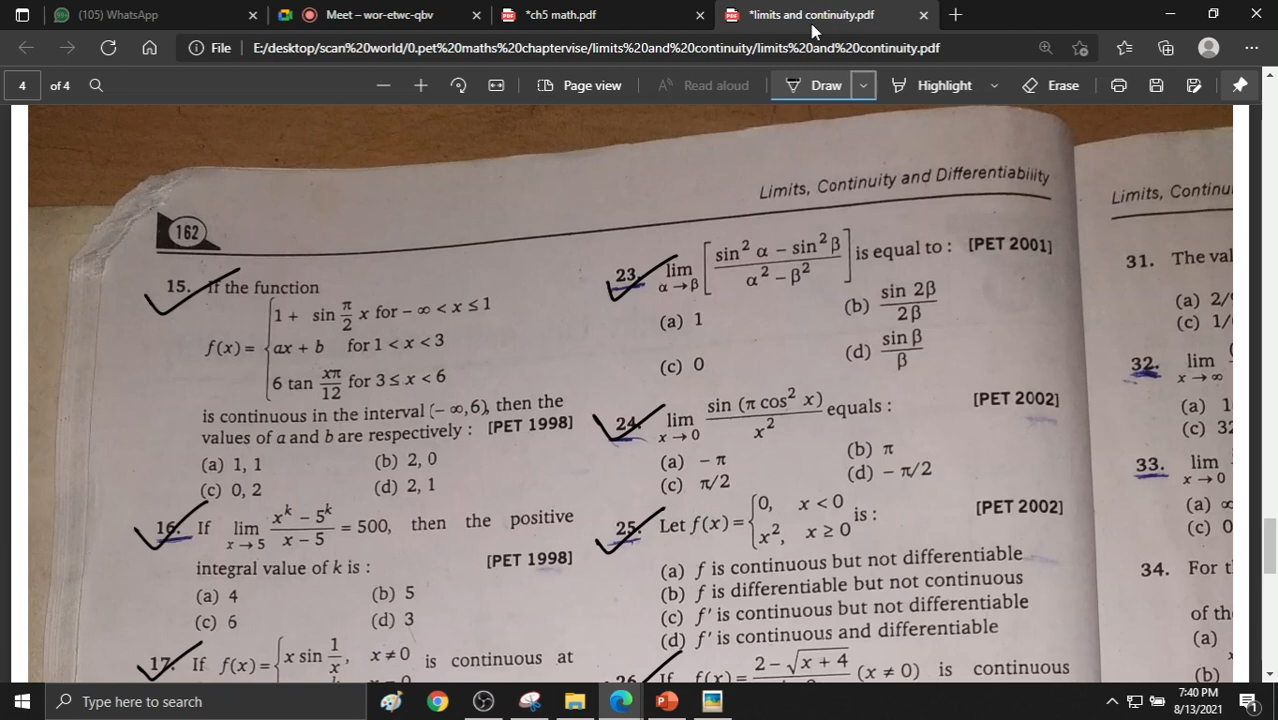 (105) WhatsApp
Meet – wor-etwc-qbv
*ch5 math.pdf
*limits and continuity.pdf
File E:/desktop/scan%20world/0.pet%20maths%20chaptervise/limits%20and%20continuity/limits%20and%20continuity.pdf
4 of 4
Page view
Read aloud
Draw
Highlight
Erase
Limits, Continuity and Differentiability
162
15. If the function
f(x) = { 1 + sin π/2 x for – ∞ < x ≤ 1
ax + b for 1 < x < 3
6 tan xπ/12 for 3 ≤ x < 6
is continuous in the interval (– ∞, 6), then the
values of a and b are respectively : [PET 1998]
(a) 1, 1 (b) 2, 0
(c) 0, 2 (d) 2, 1
16. If lim x → 5 (x^k – 5^k)/(x – 5) = 500, then the positive
integral value of k is : [PET 1998]
(a) 4 (b) 5
(c) 6 (d) 3
17. If f(x) = { x sin 1/x, x ≠ 0 is continuous at
23. lim α → β [ (sin² α – sin² β)/(α² – β²) ] is equal to : [PET 2001]
(a) 1 (b) sin 2β/2β
(c) 0 (d) sin β/β
24. lim x → 0 sin (π cos² x)/x² equals : [PET 2002]
(a) – π (b) π
(c) π/2 (d) – π/2
25. Let f(x) = { 0, x < 0
x², x ≥ 0 is : [PET 2002]
(a) f is continuous but not differentiable
(b) f is differentiable but not continuous
(c) f′ is continuous but not differentiable
(d) f′ is continuous and differentiable
26. If f(x) = 2 – √x + 4 (x ≠ 0) is continuous
Limits, Continu
31. The val
(a) 2/
(c) 1/
32. lim
x → ∞
(a) 1
(c) 32
33. lim
x → 0
(a) ∞
(c) 0
34. For t
of the
(a)
(b)
Type here to search
7:40 PM
8/13/2021